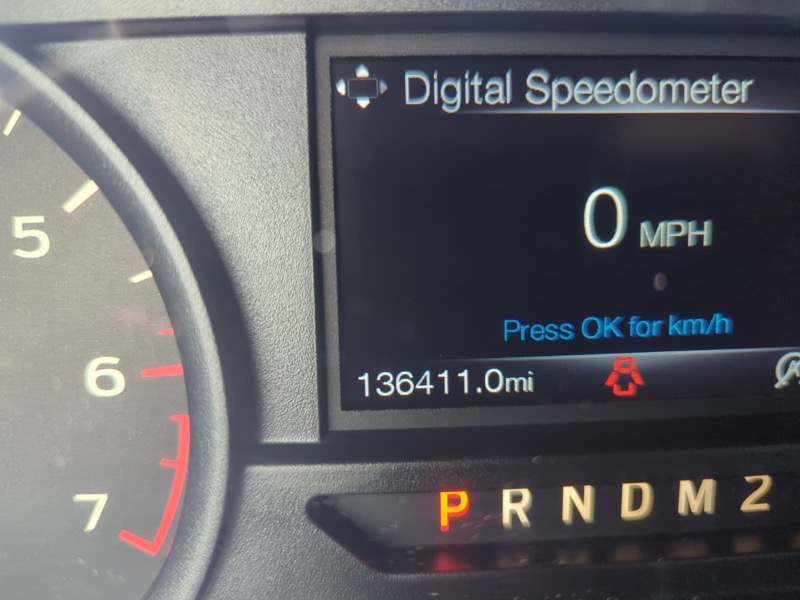 Digital Speedometer
5
0 MPH
Press OK for km/h
6
136411.0mi
7
P R N D M 2